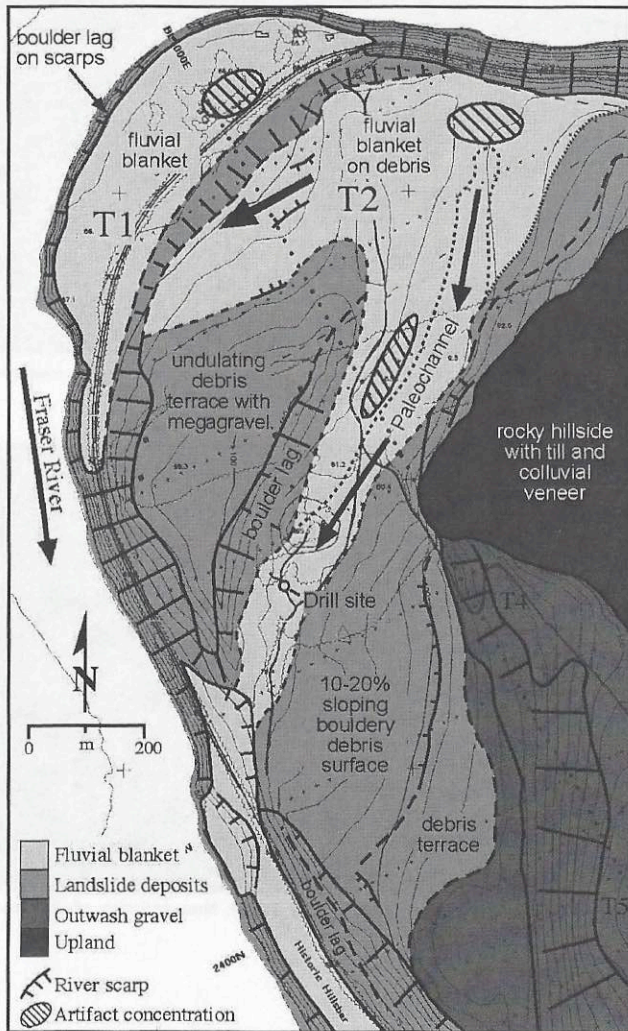 boulder lag
on scarps
fluvial
blanket
T1
fluvial
blanket
on debris
T2
undulating
debris
terrace with
megagravel.
boulder lag
Paleochannel
rocky hillside
with till and
colluvial
veneer
Fraser River
Drill site
T4
N
0 m 200
10-20%
sloping
bouldery
debris
surface
debris
terrace
T5
boulder lag
Historic Hillsbar
2400N
Fluvial blanket
Landslide deposits
Outwash gravel
Upland
River scarp
Artifact concentration